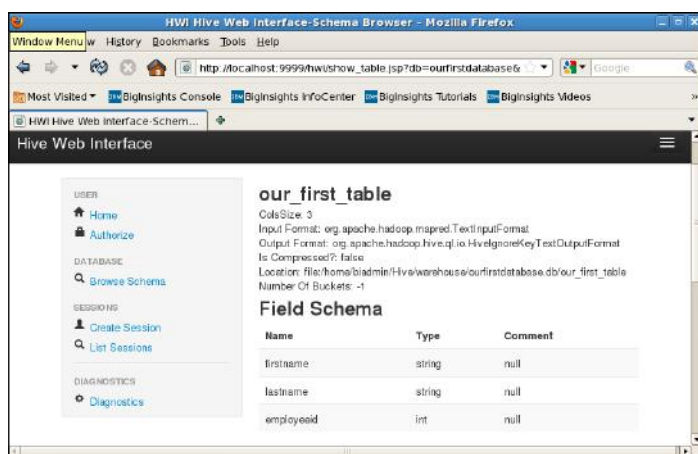 HWI Hive Web Interface-Schema Browser - Mozilla Firefox
Window Menu w History Bookmarks Tools Help
http://localhost:9999/hwi/show_table.jsp?db=ourfirstdatabase& Google
Most Visited BigInsights Console BigInsights InfoCenter BigInsights Tutorials BigInsights Videos
HWI Hive Web Interface-Schem...
Hive Web Interface
USER
Home
Authorize
DATABASE
Browse Schema
SESSIONS
Create Session
List Sessions
DIAGNOSTICS
Diagnostics
our_first_table
ColsSize: 3
Input Format: org.apache.hadoop.mapred.TextInputFormat
Output Format: org.apache.hadoop.hive.ql.io.HiveIgnoreKeyTextOutputFormat
Is Compressed?: false
Location: file:/home/biadmin/Hive/warehouse/ourfirstdatabase.db/our_first_table
Number Of Buckets: -1
Field Schema
Name Type Comment
firstname string null
lastname string null
employeeid int null